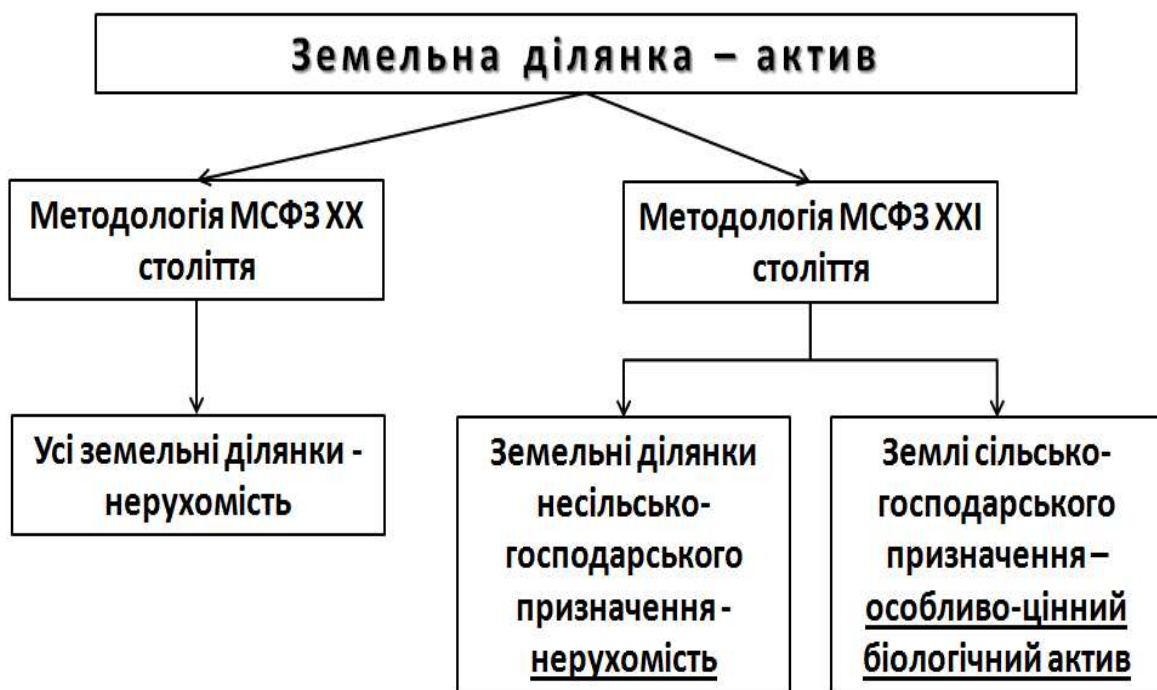 Земельна ділянка – актив
Методологія МСФЗ XX
століття
Методологія МСФЗ XXI
століття
Усі земельні ділянки -
нерухомість
Земельні ділянки
несільсько-
господарського
призначення -
нерухомість
Землі сільсько-
господарського
призначення –
особливо-цінний
біологічний актив